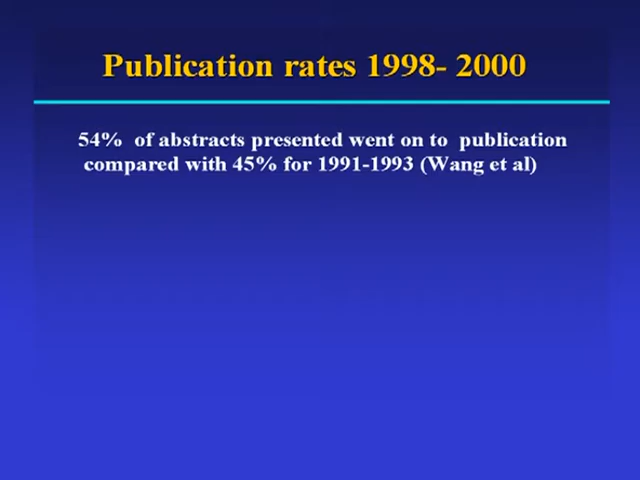 Publication rates 1998- 2000
54% of abstracts presented went on to publication
compared with 45% for 1991-1993 (Wang et al)